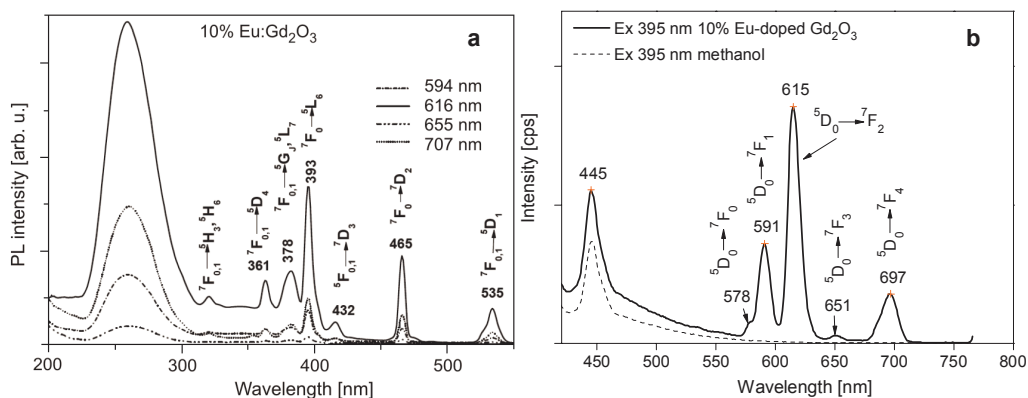 10% Eu:Gd₂O₃
a
594 nm
616 nm
655 nm
707 nm
⁷F₀,₁→⁵H₃,⁵H₆
⁷F₀,₁→⁵D₄
361
⁷F₀,₁→⁵G_J,⁵L₇
378
⁷F₀→⁵L₆
393
⁵F₀,₁→⁷D₃
432
⁷F₀→⁷D₂
465
⁷F₀,₁→⁵D₁
535
PL intensity [arb. u.]
200 300 400 500
Wavelength [nm]
b
Ex 395 nm 10% Eu-doped Gd₂O₃
Ex 395 nm methanol
445
⁵D₀→⁷F₀
578
⁵D₀→⁷F₁
591
615
⁵D₀→⁷F₂
⁵D₀→⁷F₃
651
⁵D₀→⁷F₄
697
Intensity [cps]
450 500 550 600 650 700 750 800
Wavelength [nm]